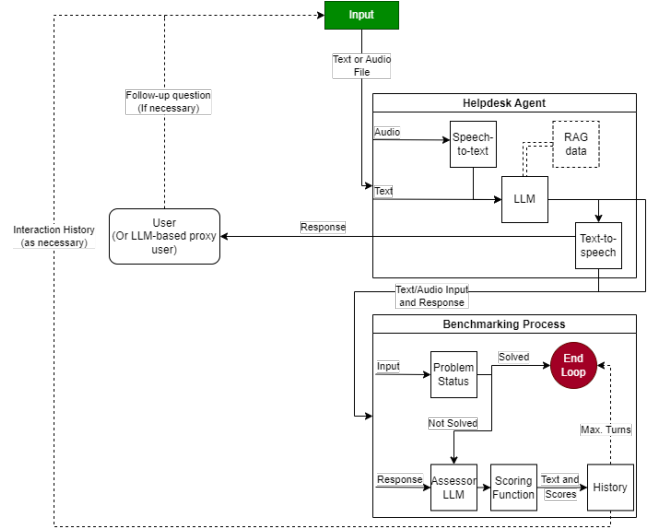 Input
Text or Audio
File
Follow-up question
(If necessary)
Helpdesk Agent
Audio
Speech-
to-text
RAG
data
Text
LLM
User
(Or LLM-based proxy
user)
Interaction History
(as necessary)
Response
Text-to-
speech
Text/Audio Input
and Response
Benchmarking Process
Input
Problem
Status
Solved
End
Loop
Not Solved
Max. Turns
Response
Assessor
LLM
Scoring
Function
Text and
Scores
History